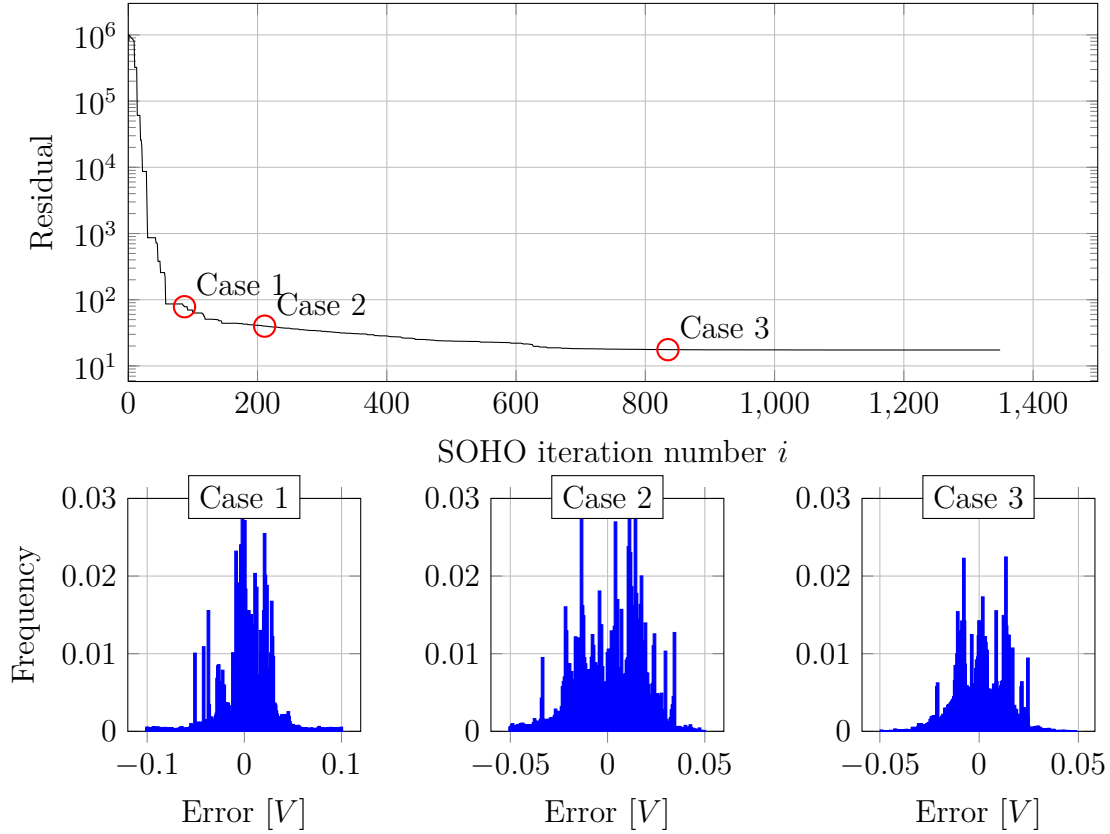 10^6
10^5
10^4
10^3
10^2
10^1
Residual
Case 1
Case 2
Case 3
0 200 400 600 800 1,000 1,200 1,400
SOHO iteration number i
Case 1 Case 2 Case 3
0.03 0.03 0.03
0.02 0.02 0.02
0.01 0.01 0.01
0 0 0
Frequency
−0.1 0 0.1 −0.05 0 0.05 −0.05 0 0.05
Error [V] Error [V] Error [V]